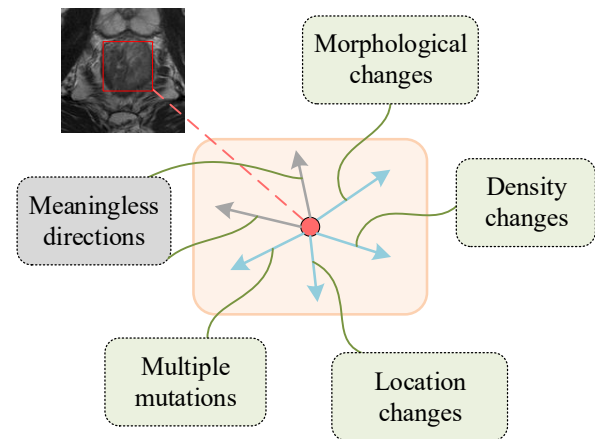 Morphological
changes
Meaningless
directions
Density
changes
Multiple
mutations
Location
changes